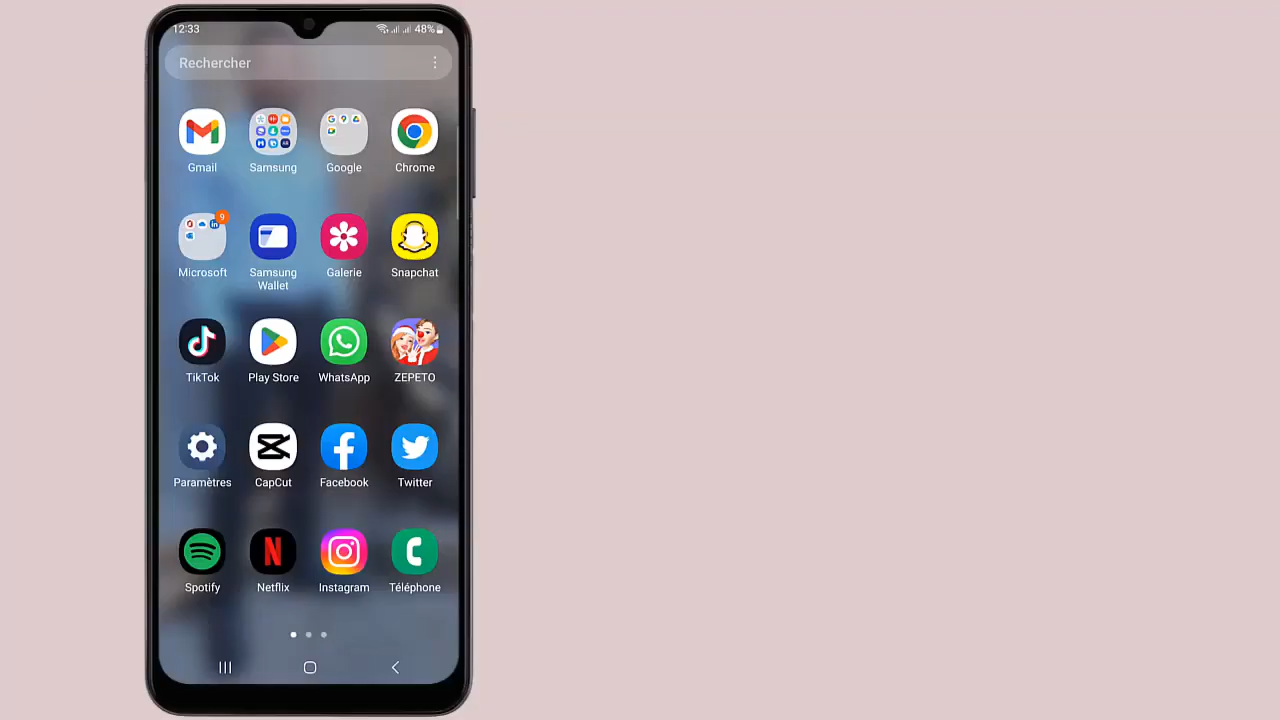 12:33 48%
Rechercher
Gmail Samsung Google Chrome
9
Microsoft Samsung Wallet Galerie Snapchat
TikTok Play Store WhatsApp ZEPETO
Paramètres CapCut Facebook Twitter
N
Spotify Netflix Instagram Téléphone